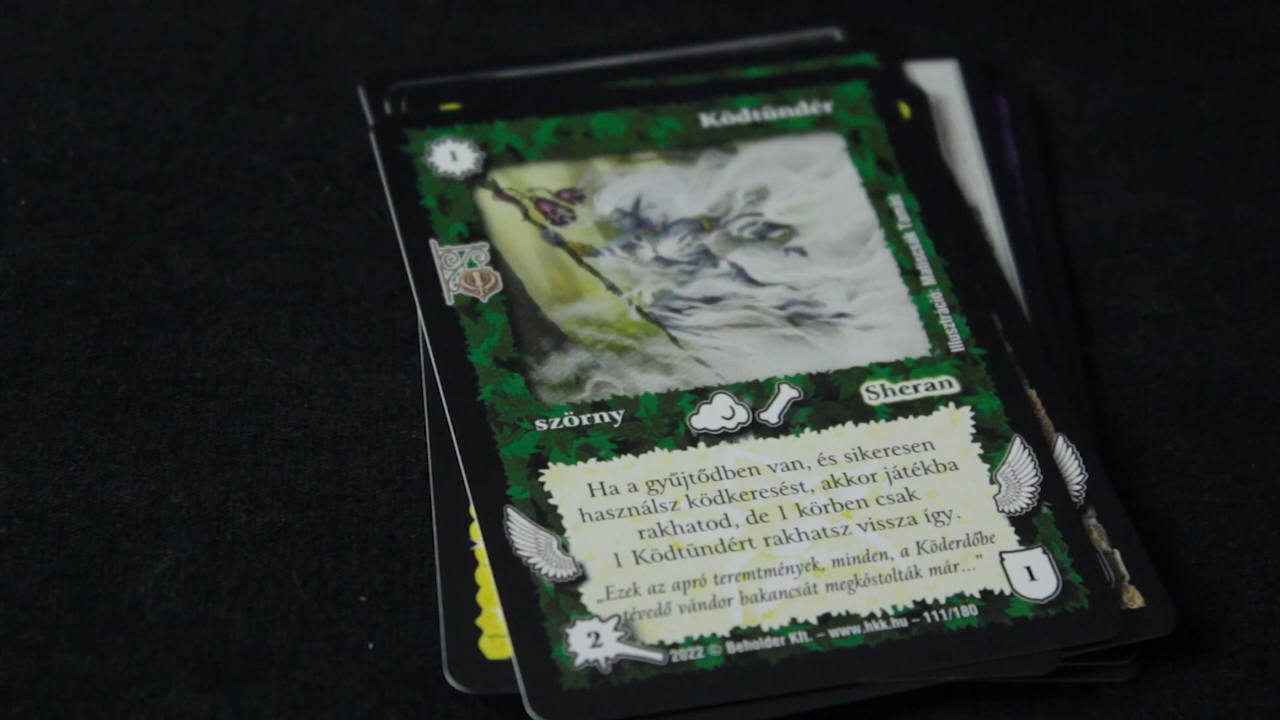 Ködtündér
1
Illusztráció:
szörny
Sheran
Ha a gyűjtődben van, és sikeresen
használsz ködkeresést, akkor játékba
rakhatod, de 1 körben csak
1 Ködtündért rakhatsz vissza így.
„Ezek az apró teremtmények, minden, a Köderdőbe
tévedő vándor bakancsát megkóstolták már...”
1
2
2022 © Beholder Kft. – www.hkk.hu – 111/180